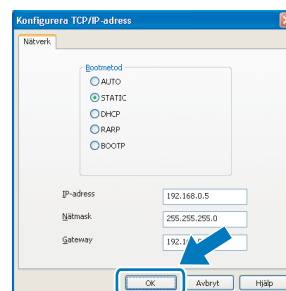 Konfigurera TCP/IP-adress
Nätverk
Bootmetod
AUTO
STATIC
DHCP
RARP
BOOTP
IP-adress 192.168.0.5
Nätmask 255.255.255.0
Gateway
OK Avbryt Hjälp